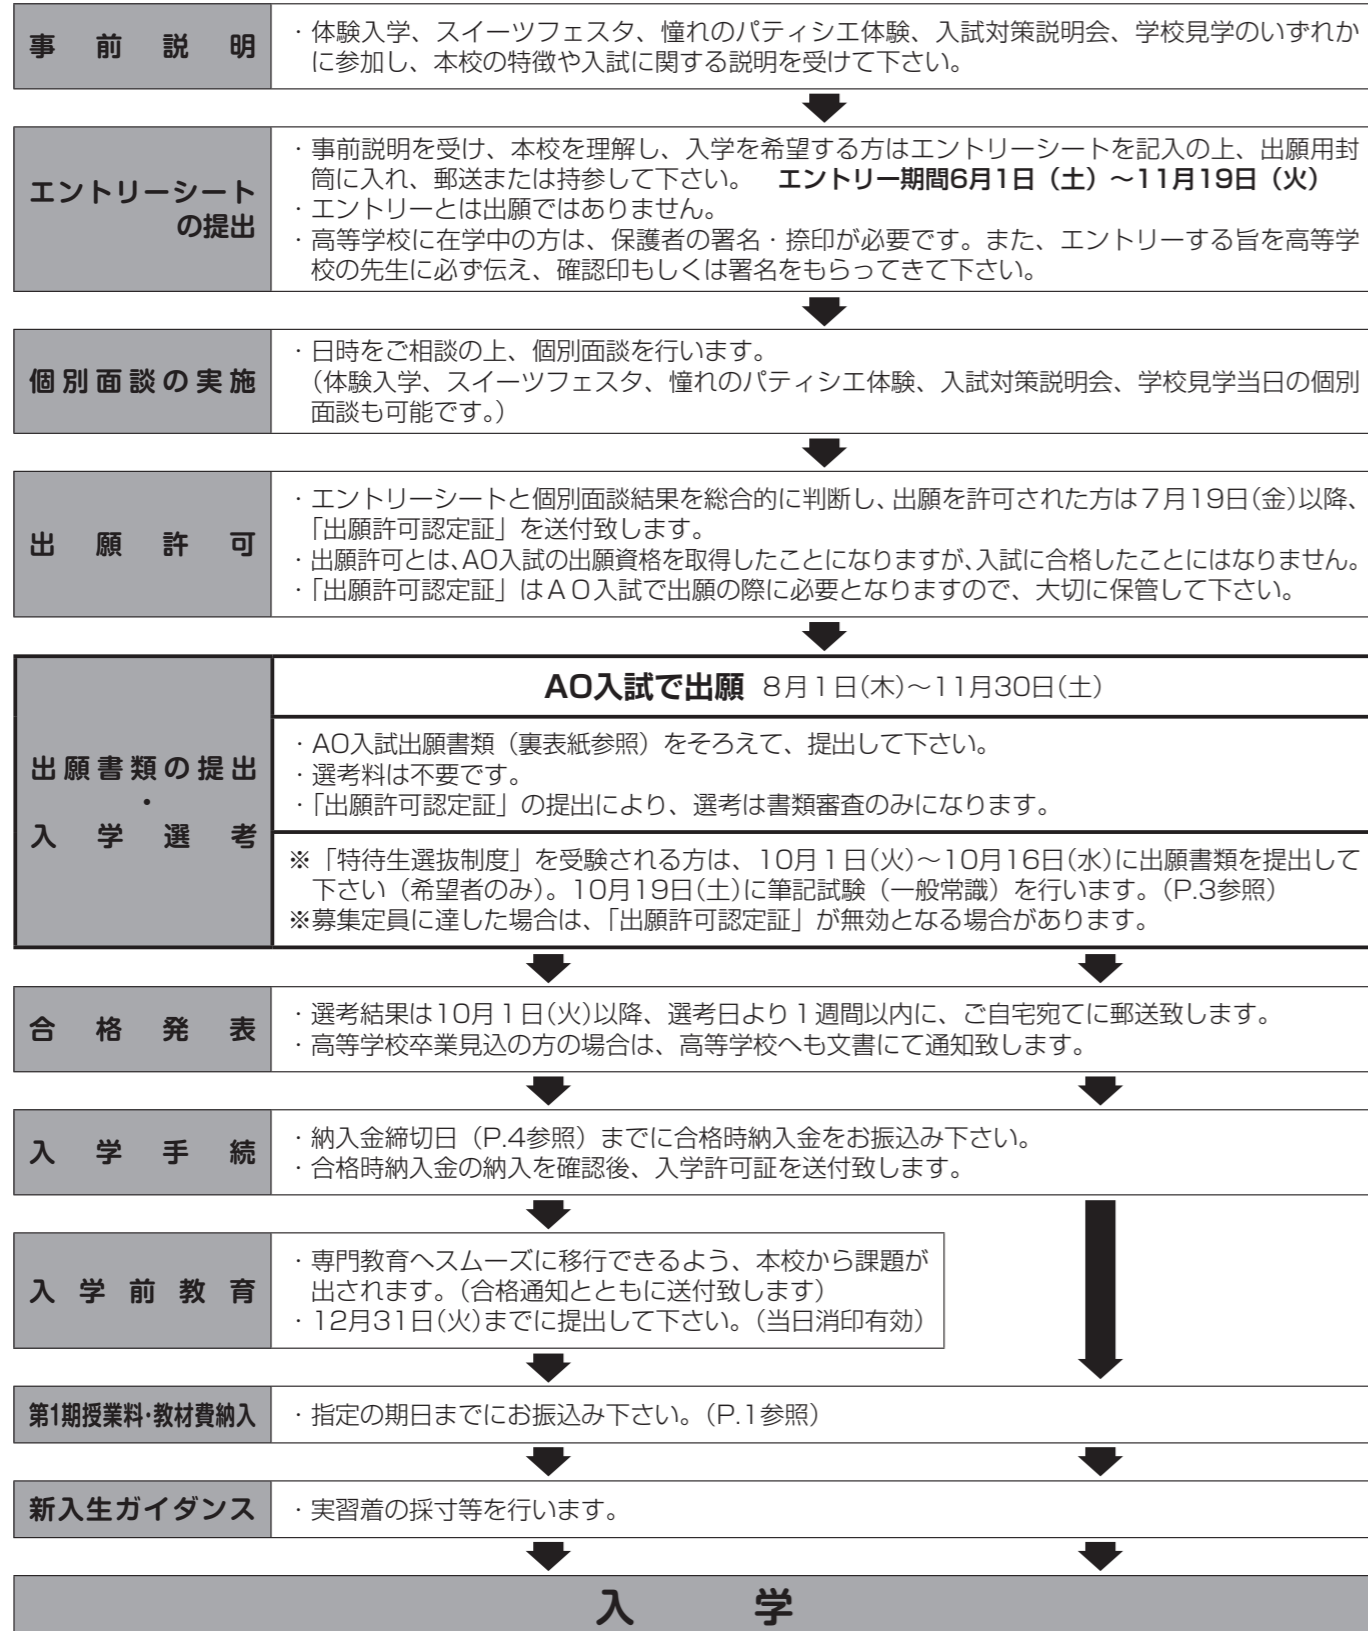 事前説明
・体験入学、スイーツフェスタ、憧れのパティシエ体験、入試対策説明会、学校見学のいずれか
に参加し、本校の特徴や入試に関する説明を受けて下さい。
エントリーシート
の提出
・事前説明を受け、本校を理解し、入学を希望する方はエントリーシートを記入の上、出願用封
筒に入れ、郵送または持参して下さい。 エントリー期間6月1日（土）～11月19日（火）
・エントリーとは出願ではありません。
・高等学校に在学中の方は、保護者の署名・捺印が必要です。また、エントリーする旨を高等学
校の先生に必ず伝え、確認印もしくは署名をもらってきて下さい。
個別面談の実施
・日時をご相談の上、個別面談を行います。
（体験入学、スイーツフェスタ、憧れのパティシエ体験、入試対策説明会、学校見学当日の個別
面談も可能です。）
出願許可
・エントリーシートと個別面談結果を総合的に判断し、出願を許可された方は７月19日(金)以降、
「出願許可認定証」を送付致します。
・出願許可とは、AO入試の出願資格を取得したことになりますが、入試に合格したことにはなりません。
・「出願許可認定証」はＡＯ入試で出願の際に必要となりますので、大切に保管して下さい。
出願書類の提出
・
入学選考
AO入試で出願 ８月１日(木)～11月30日(土)
・AO入試出願書類（裏表紙参照）をそろえて、提出して下さい。
・選考料は不要です。
・「出願許可認定証」の提出により、選考は書類審査のみになります。
※「特待生選抜制度」を受験される方は、10月１日(火)～10月16日(水)に出願書類を提出して
下さい（希望者のみ）。10月19日(土)に筆記試験（一般常識）を行います。（P.3参照）
※募集定員に達した場合は、「出願許可認定証」が無効となる場合があります。
合格発表
・選考結果は10月１日(火)以降、選考日より１週間以内に、ご自宅宛てに郵送致します。
・高等学校卒業見込の方の場合は、高等学校へも文書にて通知致します。
入学手続
・納入金締切日（P.4参照）までに合格時納入金をお振込み下さい。
・合格時納入金の納入を確認後、入学許可証を送付致します。
入学前教育
・専門教育へスムーズに移行できるよう、本校から課題が
出されます。（合格通知とともに送付致します）
・12月31日(火)までに提出して下さい。（当日消印有効）
第1期授業料・教材費納入
・指定の期日までにお振込み下さい。（P.1参照）
新入生ガイダンス
・実習着の採寸等を行います。
入学